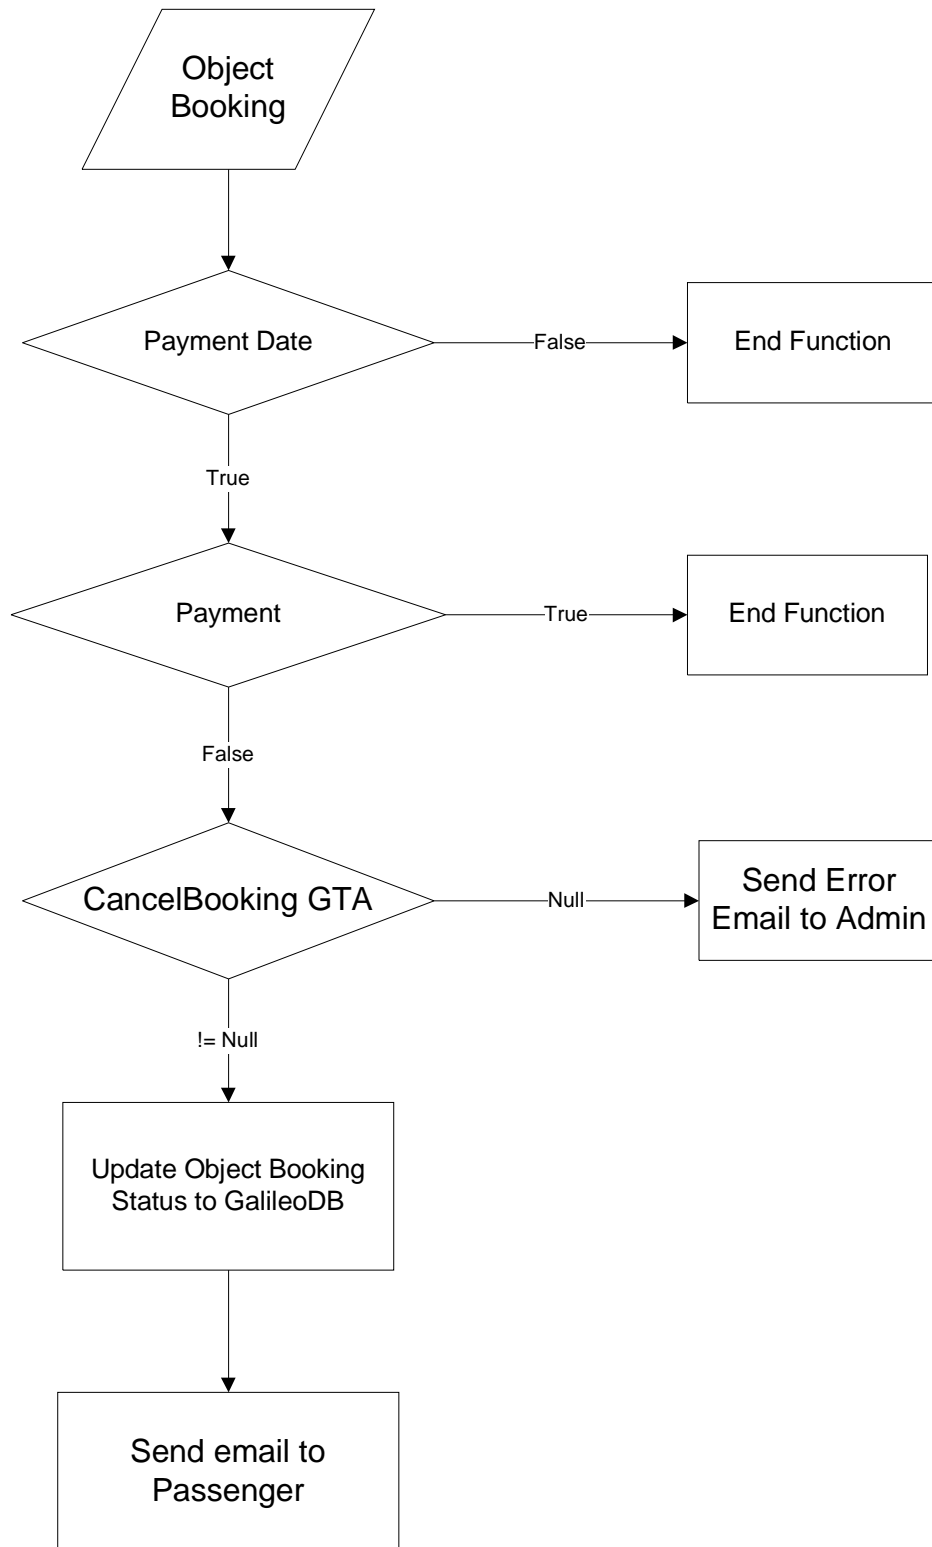 Object
Booking
Payment Date
False
End Function
True
Payment
True
End Function
False
CancelBooking GTA
Null
Send Error
Email to Admin
!= Null
Update Object Booking
Status to GalileoDB
Send email to
Passenger